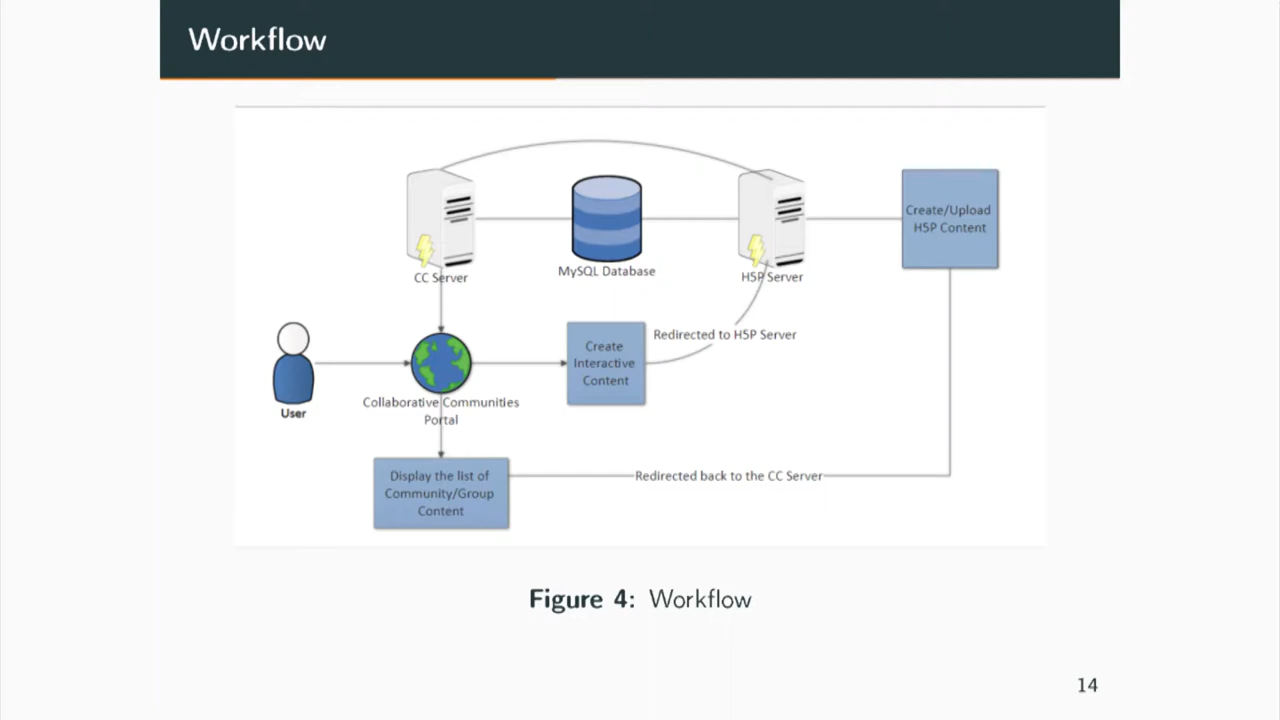 Workflow
Create/Upload
H5P Content
CC Server
MySQL Database
H5P Server
Redirected to H5P Server
Create
Interactive
Content
User
Collaborative Communities
Portal
Display the list of
Community/Group
Content
Redirected back to the CC Server
Figure 4: Workflow
14